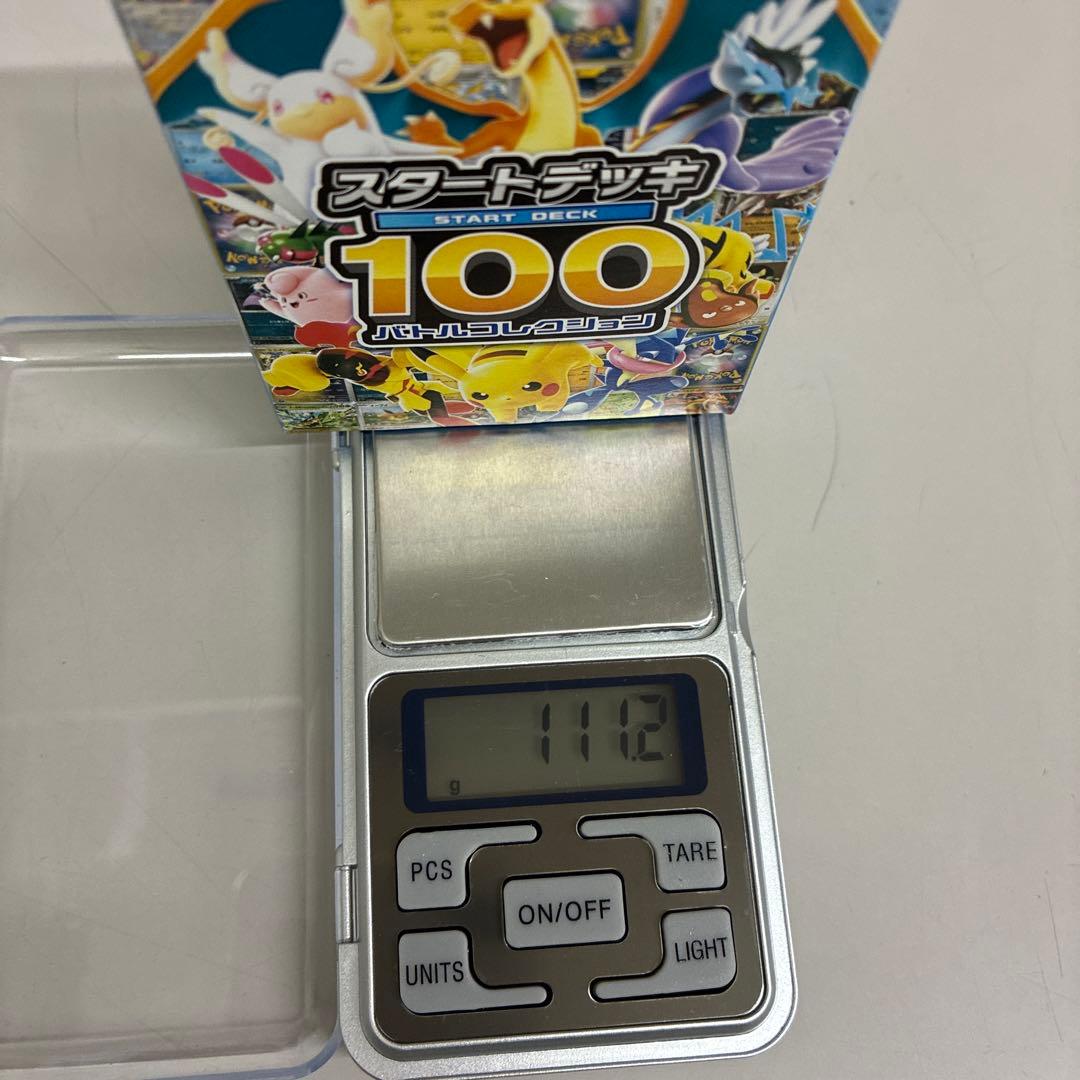 スタートデッキ
START DECK
100
バトルコレクション
111.2
g
PCS
TARE
ON/OFF
UNITS
LIGHT